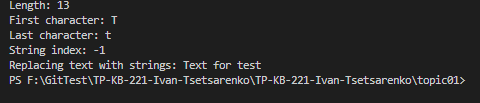 Length: 13
First character: T
Last character: t
String index: -1
Replacing text with strings: Text for test
PS F:\GitTest\TP-KB-221-Ivan-Tsetsarenko\TP-KB-221-Ivan-Tsetsarenko\topic01>